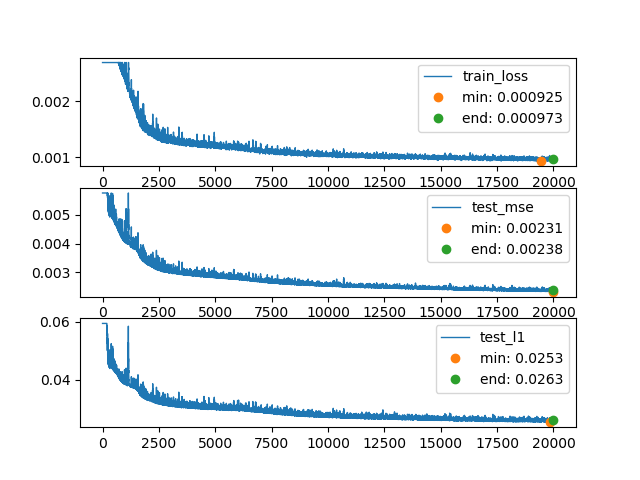 train_loss
min: 0.000925
end: 0.000973
0.002
0.001
0 2500 5000 7500 10000 12500 15000 17500 20000
test_mse
min: 0.00231
end: 0.00238
0.005
0.004
0.003
0 2500 5000 7500 10000 12500 15000 17500 20000
0.06
test_l1
min: 0.0253
end: 0.0263
0.04
0 2500 5000 7500 10000 12500 15000 17500 20000